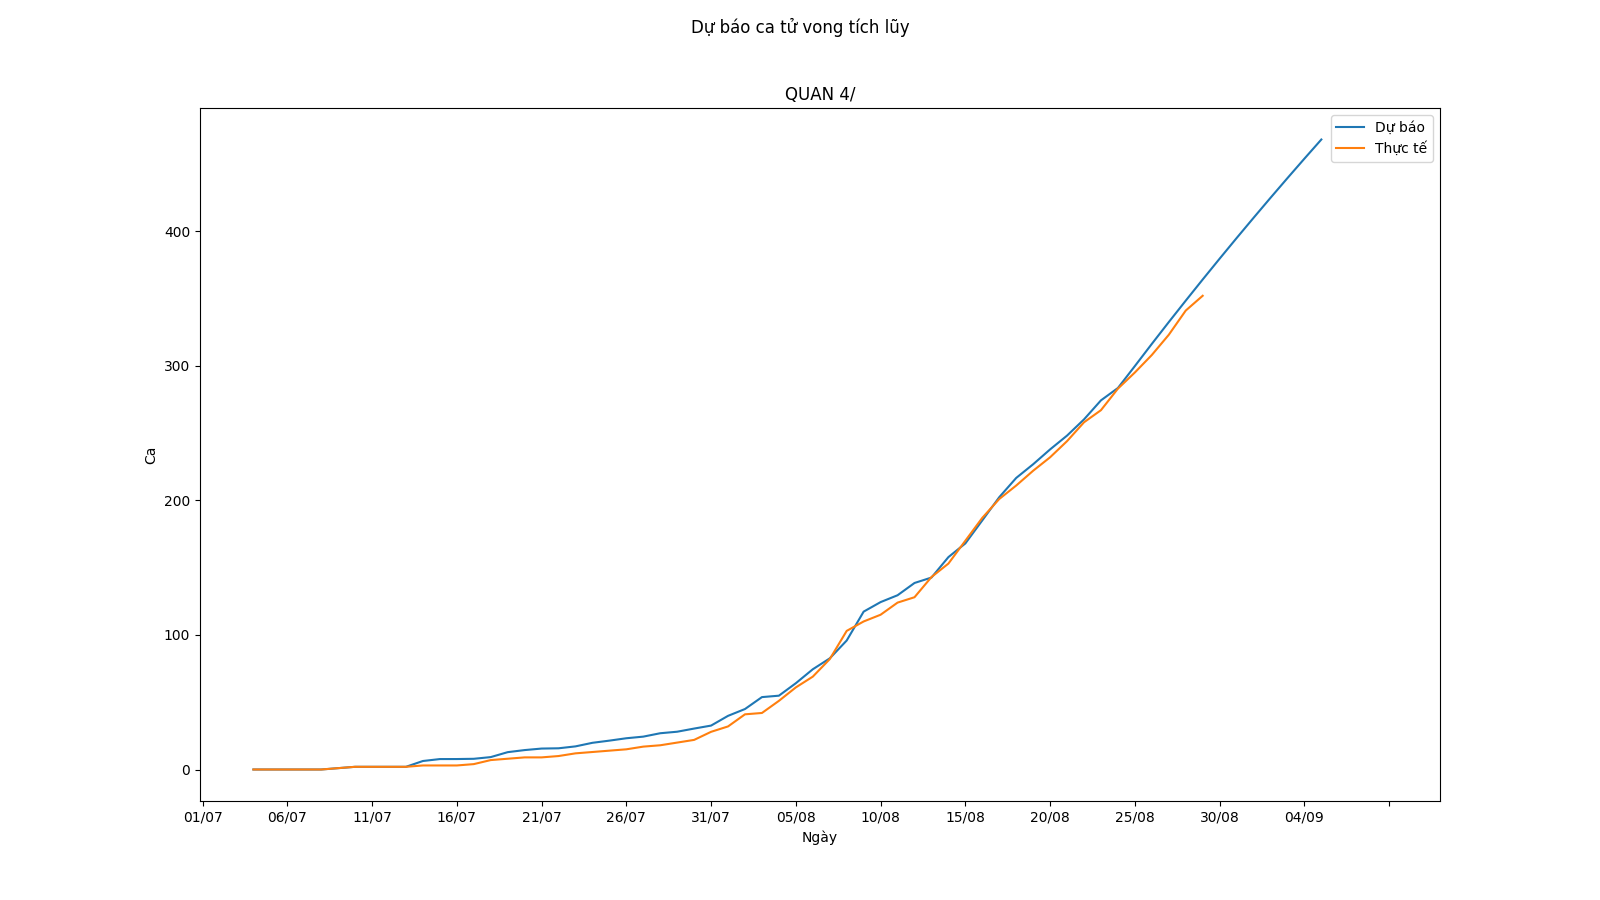 Dự báo ca tử vong tích lũy
QUAN 4/
Dự báo
Thực tế
400
300
200
100
0
Ca
01/07 06/07 11/07 16/07 21/07 26/07 31/07 05/08 10/08 15/08 20/08 25/08 30/08 04/09
Ngày